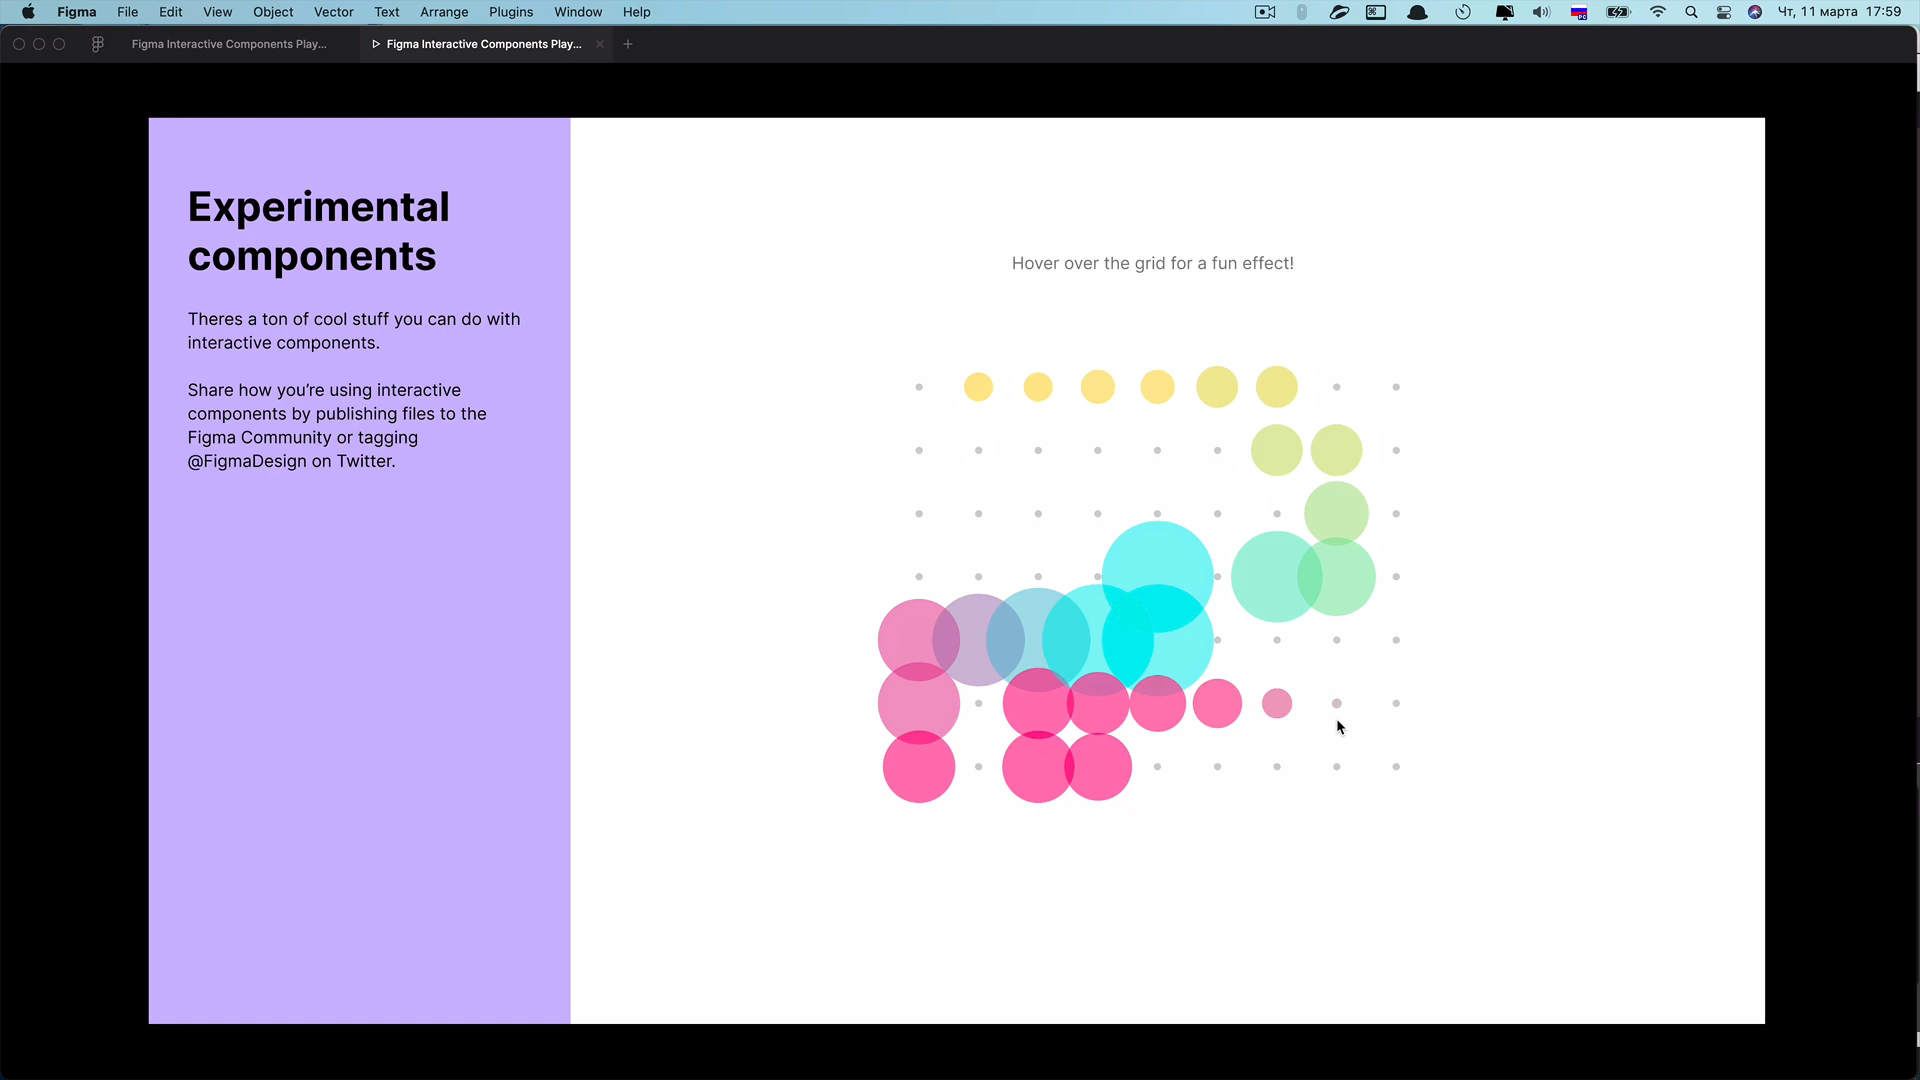 Figma File Edit View Object Vector Text Arrange Plugins Window Help Чт, 11 марта 17:59
Figma Interactive Components Play... Figma Interactive Components Play...
Experimental
components
Theres a ton of cool stuff you can do with
interactive components.
Share how you’re using interactive
components by publishing files to the
Figma Community or tagging
@FigmaDesign on Twitter.
Hover over the grid for a fun effect!